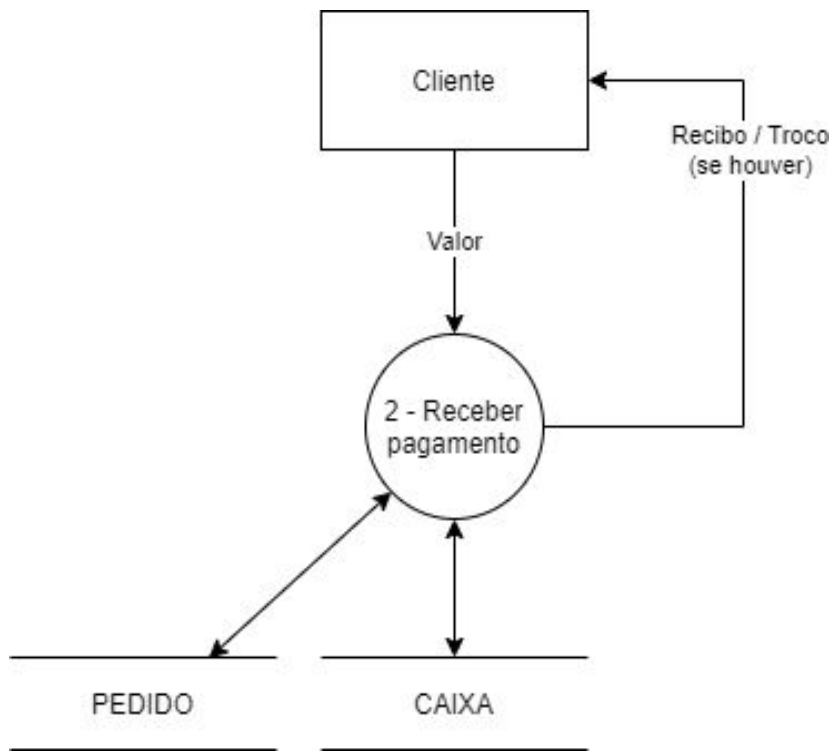 Cliente
Recibo / Troco
(se houver)
Valor
2 - Receber
pagamento
PEDIDO
CAIXA